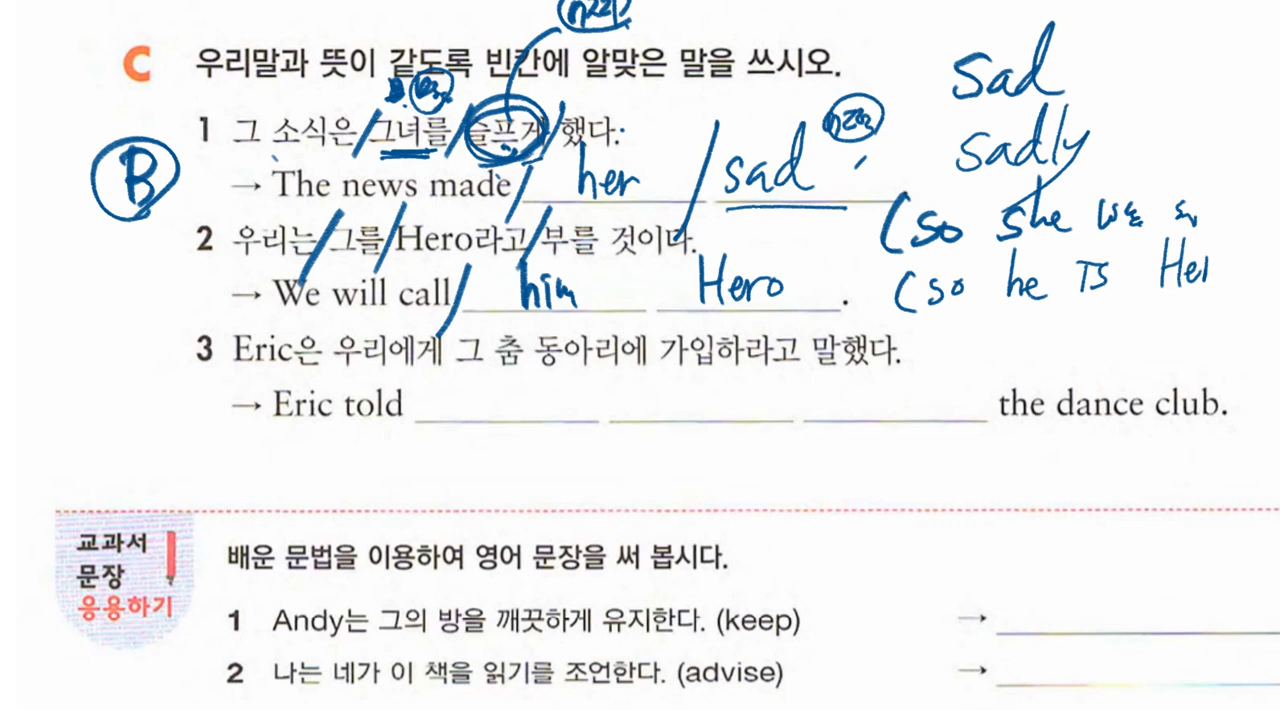 C 우리말과 뜻이 같도록 빈칸에 알맞은 말을 쓰시오.
sad
1 그 소식은/그녀를/슬프게/했다.
sadly
B
→ The news made/ her / sad
(so she was
2 우리는/그를/Hero라고/부를 것이다.
(so he is
→ We will call/ him Hero .
3 Eric은 우리에게 그 춤 동아리에 가입하라고 말했다.
→ Eric told the dance club.
교과서
문장
응용하기
배운 문법을 이용하여 영어 문장을 써 봅시다.
1 Andy는 그의 방을 깨끗하게 유지한다. (keep) →
2 나는 네가 이 책을 읽기를 조언한다. (advise) →